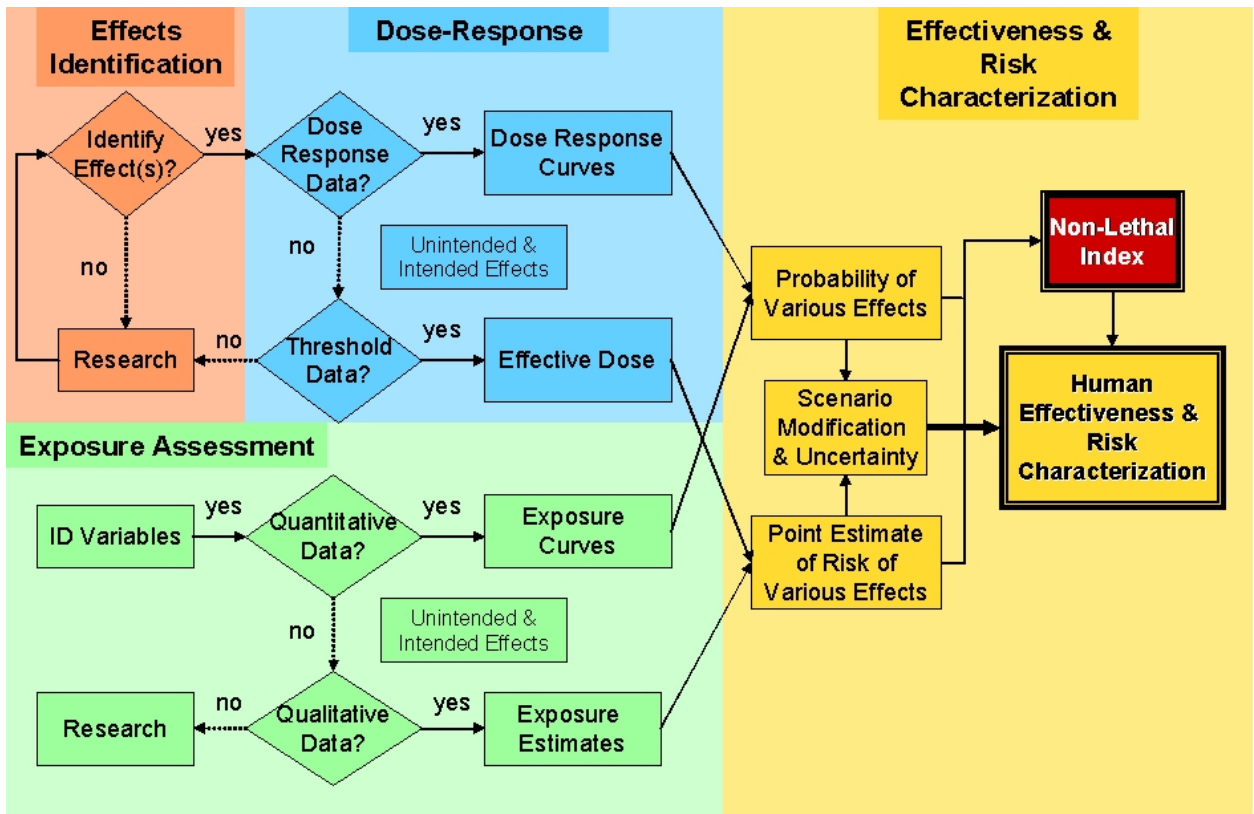 Effects
Identification
Dose-Response
Effectiveness &
Risk
Characterization
Identify
Effect(s)?
yes
Dose
Response
Data?
yes
Dose Response
Curves
no
no
Unintended &
Intended Effects
Research
no
Threshold
Data?
yes
Effective Dose
Probability of
Various Effects
Non-Lethal
Index
Scenario
Modification
& Uncertainty
Human
Effectiveness &
Risk
Characterization
Exposure Assessment
ID Variables
yes
Quantitative
Data?
yes
Exposure
Curves
Point Estimate
of Risk of
Various Effects
no
Unintended &
Intended Effects
Research
no
Qualitative
Data?
yes
Exposure
Estimates